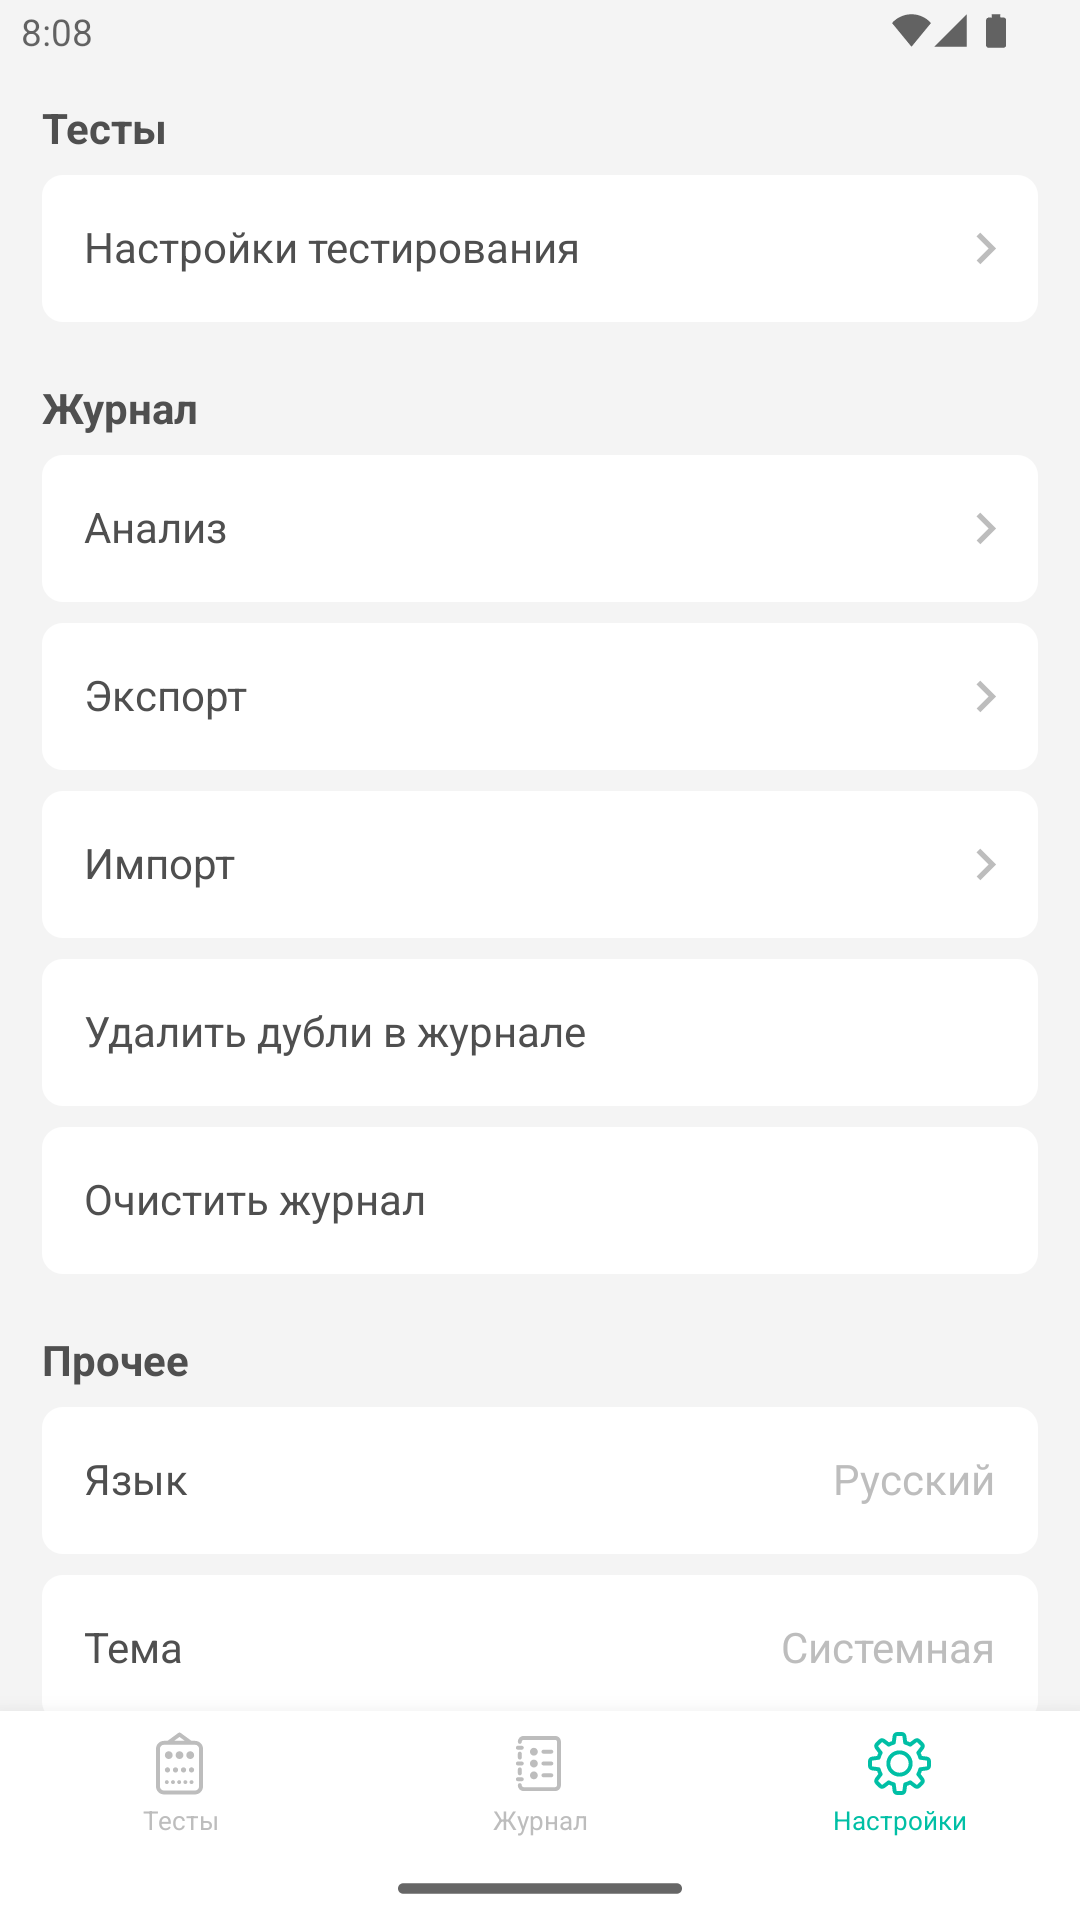 8:08
Тесты
Настройки тестирования
Журнал
Анализ
Экспорт
Импорт
Удалить дубли в журнале
Очистить журнал
Прочее
Язык Русский
Тема Системная
Тесты Журнал Настройки